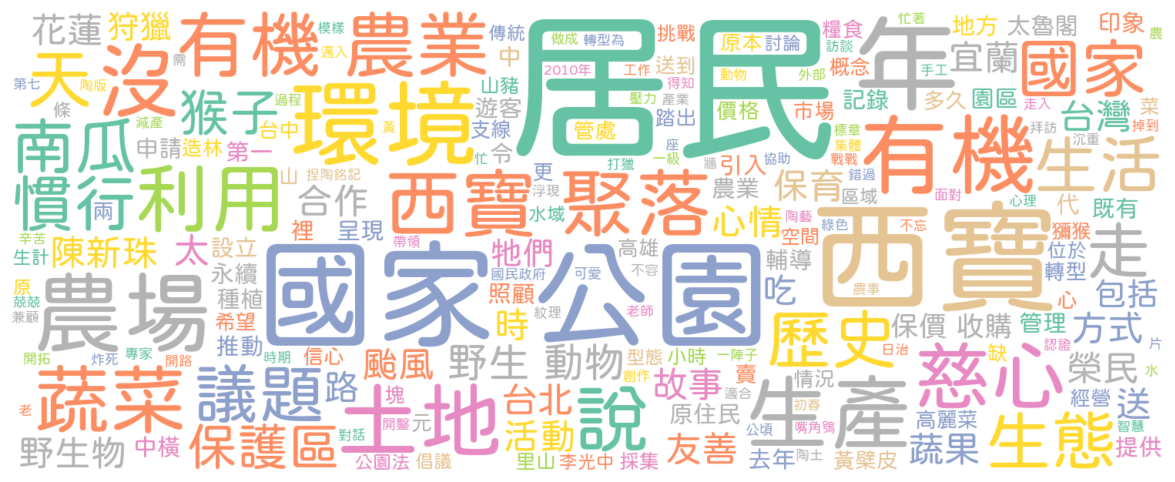 花蓮 狩獵 有機農業 傳統 做成 轉型為 挑戰 原本 討論 糧食 忙著 地方 太魯閣 印象 農
天 沒 模樣 邁入 中 居民 送到 訪談 年 宜蘭 國家
第七 陶版 需 山豬 2010年 工作 得知 動物 外部 概念 手工
條 猴子 過程 環境 遊客 壓力 產業 價格 市場 記錄 多久 園區 走入 菜
南瓜 減產 台中 黃 支線 踏出 管處 標章 台灣 掉到
申請 造林 第一 忙 令 座 打獵 一級 牆 引入 協助 集體 戰戰 有機 拜訪 沉重 生活
慣行 利用 山 捏陶銘記 西寶 聚落 更 浮現 農業 保育 錯過 區域 面對 心理
兩 合作 水域 心情 陶藝 綠色 西寶 不忘 代 既有
辛苦 生計 陳新珠 太 設立 裡 呈現 帶領 牠們 高雄 空間 輔導 獼猴 位於 走
原 永續 國家公園 國民政府 可愛 不容 轉型
兢兢 兼顧 農場 種植 照顧 紋理 老師 吃 農事 心 包括
希望 時 歷史 保價 收購 管理 方式
開拓 炸死 專家 開路 推動 時期 信心 颱風 野生 動物 型態 小時 一陣子 日治 缺 認證 片
蔬菜 議題 路 創作 故事 賣 適合 情況 慈心 榮民 水
老 塊 土地 台北 說 原住民 生產 初春 經營 送
保護區 對話 開鑿 元 活動 友善 公頃 嘴角鴞 高麗菜 智慧
野生物 中橫 公園法 倡議 里山 李光中 採集 去年 陶土 黃檗皮 蔬果 生態 提供